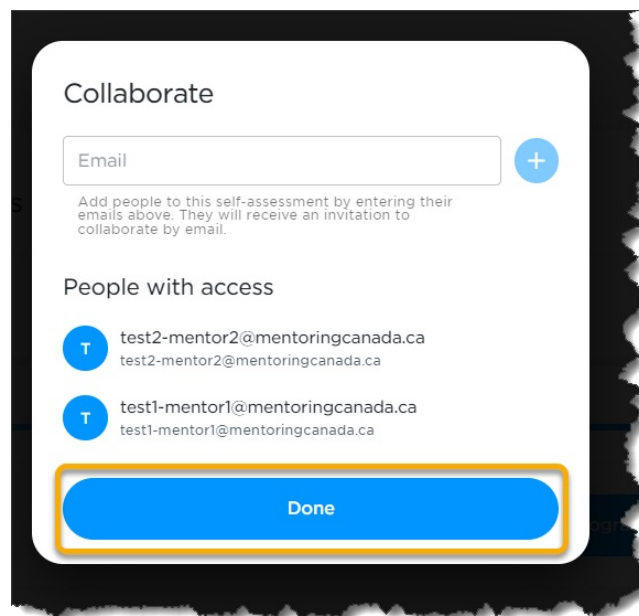 Collaborate
Email
+
Add people to this self-assessment by entering their
emails above. They will receive an invitation to
collaborate by email.
People with access
T
test2-mentor2@mentoringcanada.ca
test2-mentor2@mentoringcanada.ca
T
test1-mentor1@mentoringcanada.ca
test1-mentor1@mentoringcanada.ca
Done